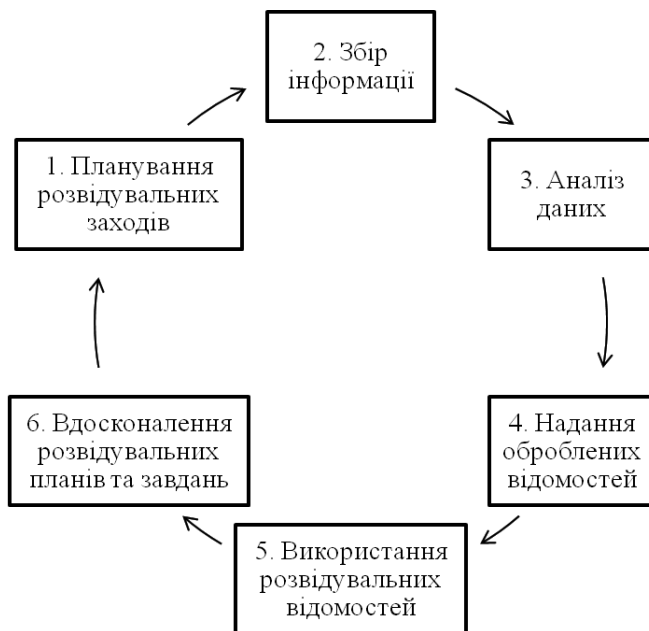 1. Планування
розвідувальних
заходів
2. Збір
інформації
3. Аналіз
даних
4. Надання
оброблених
відомостей
5. Використання
розвідувальних
відомостей
6. Вдосконалення
розвідувальних
планів та завдань